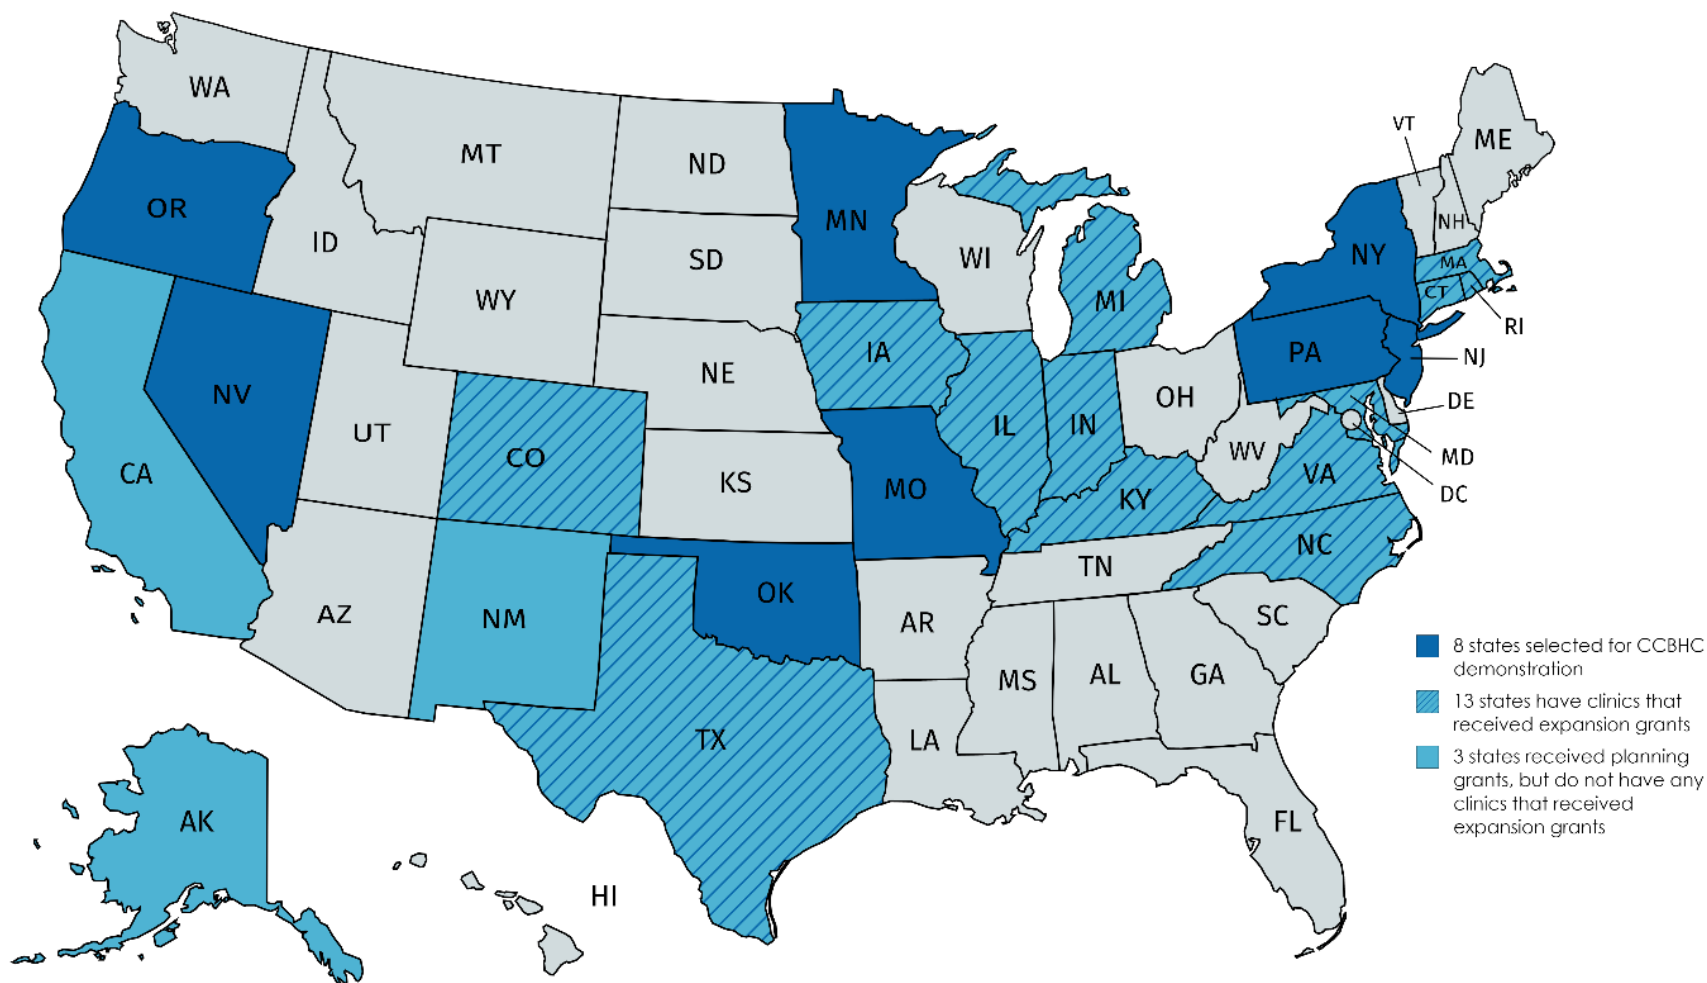 WA
MT
ND
MN
VT
ME
OR
ID
SD
WI
NH
NY
WY
MI
MA
CT
RI
IA
PA
NJ
NE
NV
OH
DE
UT
IL
IN
CO
WV
MD
CA
KS
MO
KY
VA
DC
NC
TN
OK
AZ
NM
AR
SC
MS
AL
GA
TX
LA
FL
AK
HI
8 states selected for CCBHC
demonstration
13 states have clinics that
received expansion grants
3 states received planning
grants, but do not have any
clinics that received
expansion grants